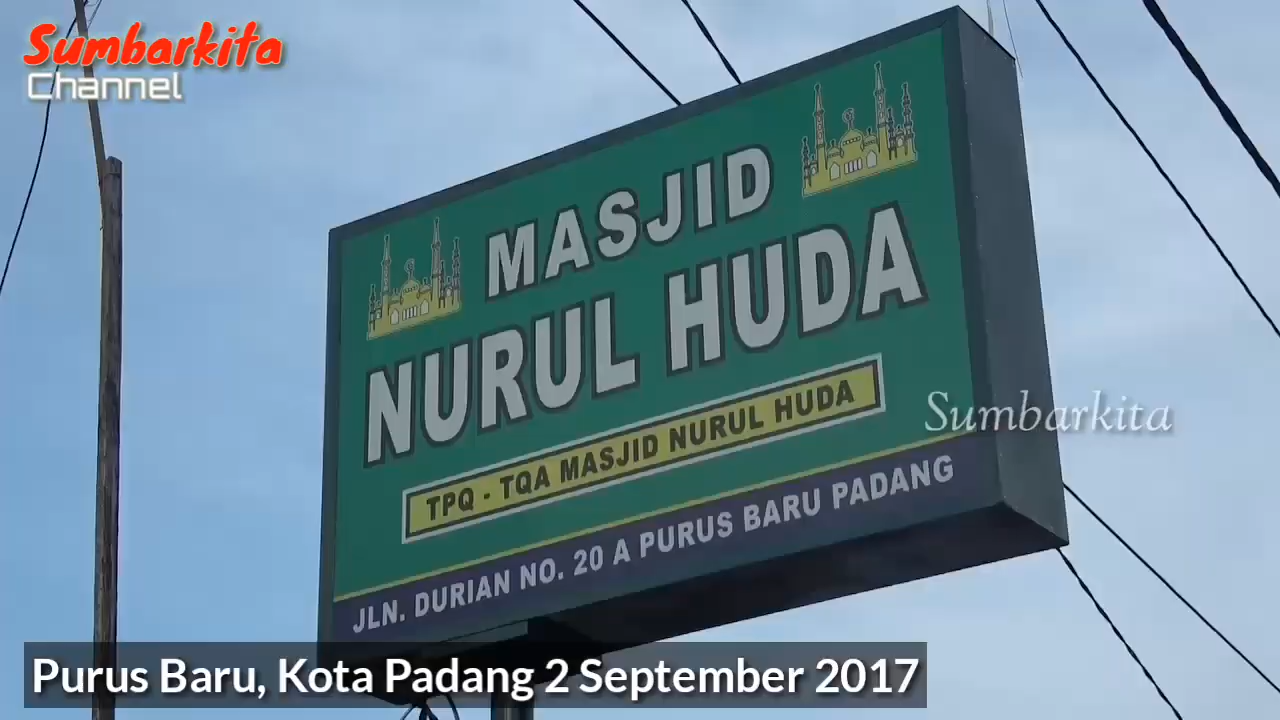 Sumbarkita
Channel
MASJID
NURUL HUDA
TPQ - TQA MASJID NURUL HUDA
JLN. DURIAN NO. 20 A PURUS BARU PADANG
Sumbarkita
Purus Baru, Kota Padang 2 September 2017